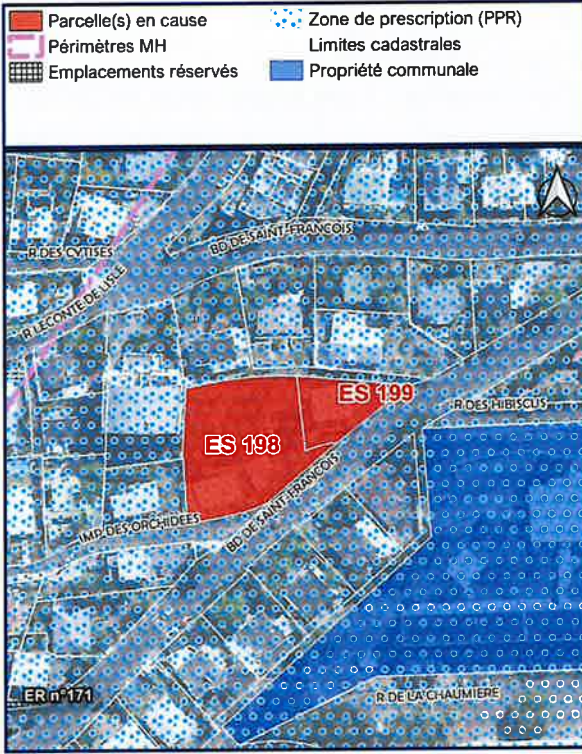 Parcelle(s) en cause
Zone de prescription (PPR)
Périmètres MH
Limites cadastrales
Emplacements réservés
Propriété communale
BD DE SAINT-FRANCOIS
R DES CYTISES
R LECONTE DE LISLE
ES 199
R DES HIBISCUS
ES 198
IMP DES ORCHIDEES
BD DE SAINT-FRANCOIS
ER n°171
R DE LA CHAUMIERE